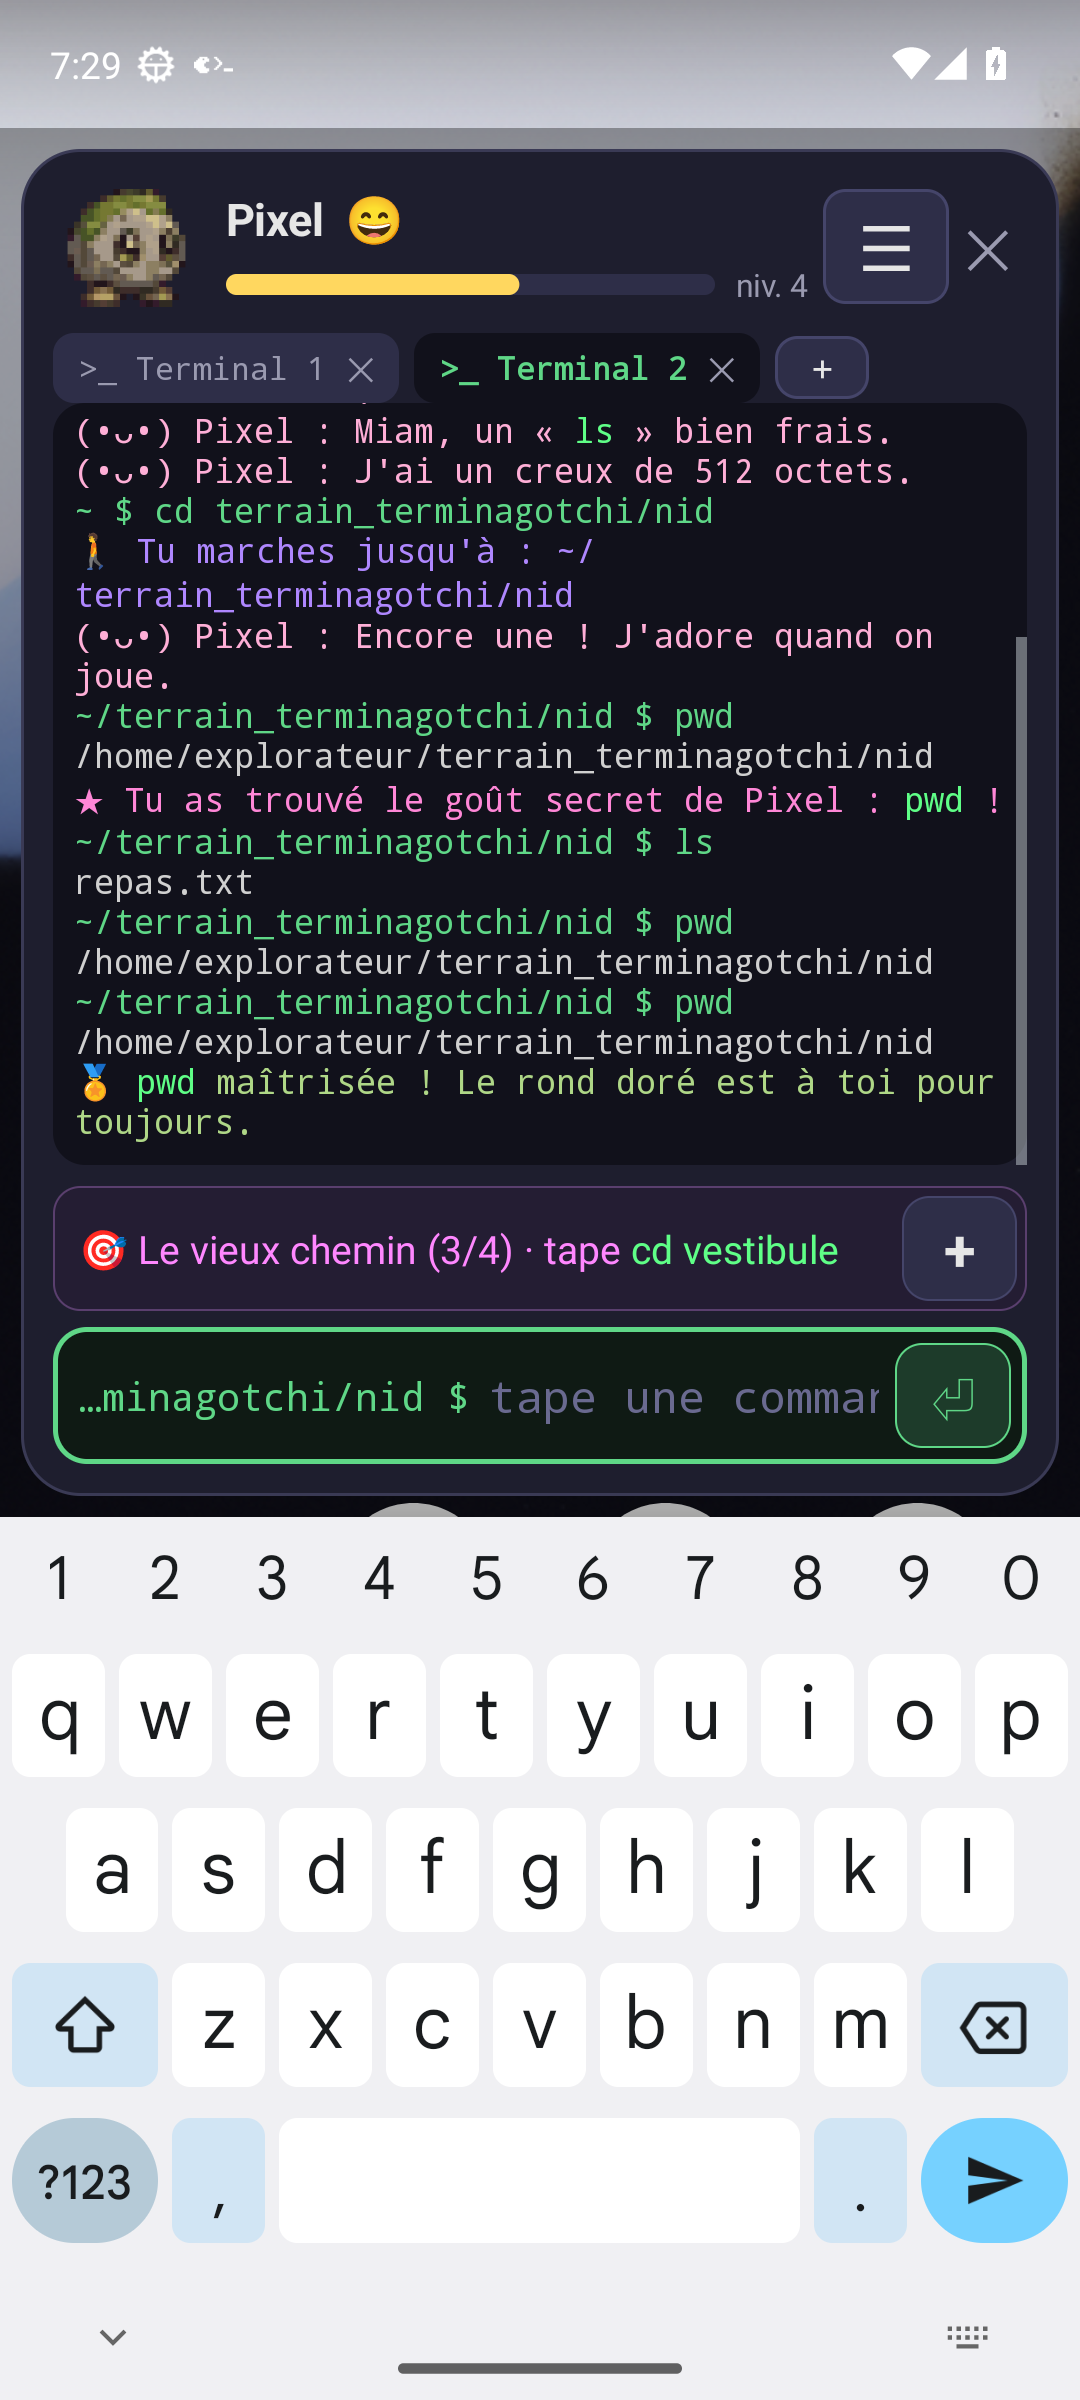 7:29
Pixel 😄
niv. 4
>_ Terminal 1
>_ Terminal 2
+
(•ᴗ•) Pixel : Miam, un « ls » bien frais.
(•ᴗ•) Pixel : J'ai un creux de 512 octets.
~ $ cd terrain_terminagotchi/nid
🚶 Tu marches jusqu'à : ~/
terrain_terminagotchi/nid
(•ᴗ•) Pixel : Encore une ! J'adore quand on
joue.
~/terrain_terminagotchi/nid $ pwd
/home/explorateur/terrain_terminagotchi/nid
★ Tu as trouvé le goût secret de Pixel : pwd !
~/terrain_terminagotchi/nid $ ls
repas.txt
~/terrain_terminagotchi/nid $ pwd
/home/explorateur/terrain_terminagotchi/nid
~/terrain_terminagotchi/nid $ pwd
/home/explorateur/terrain_terminagotchi/nid
🏅 pwd maîtrisée ! Le rond doré est à toi pour
toujours.
🎯 Le vieux chemin (3/4) · tape cd vestibule
…minagotchi/nid $ tape une comman
1 2 3 4 5 6 7 8 9 0
q w e r t y u i o p
a s d f g h j k l
z x c v b n m
?123 , .